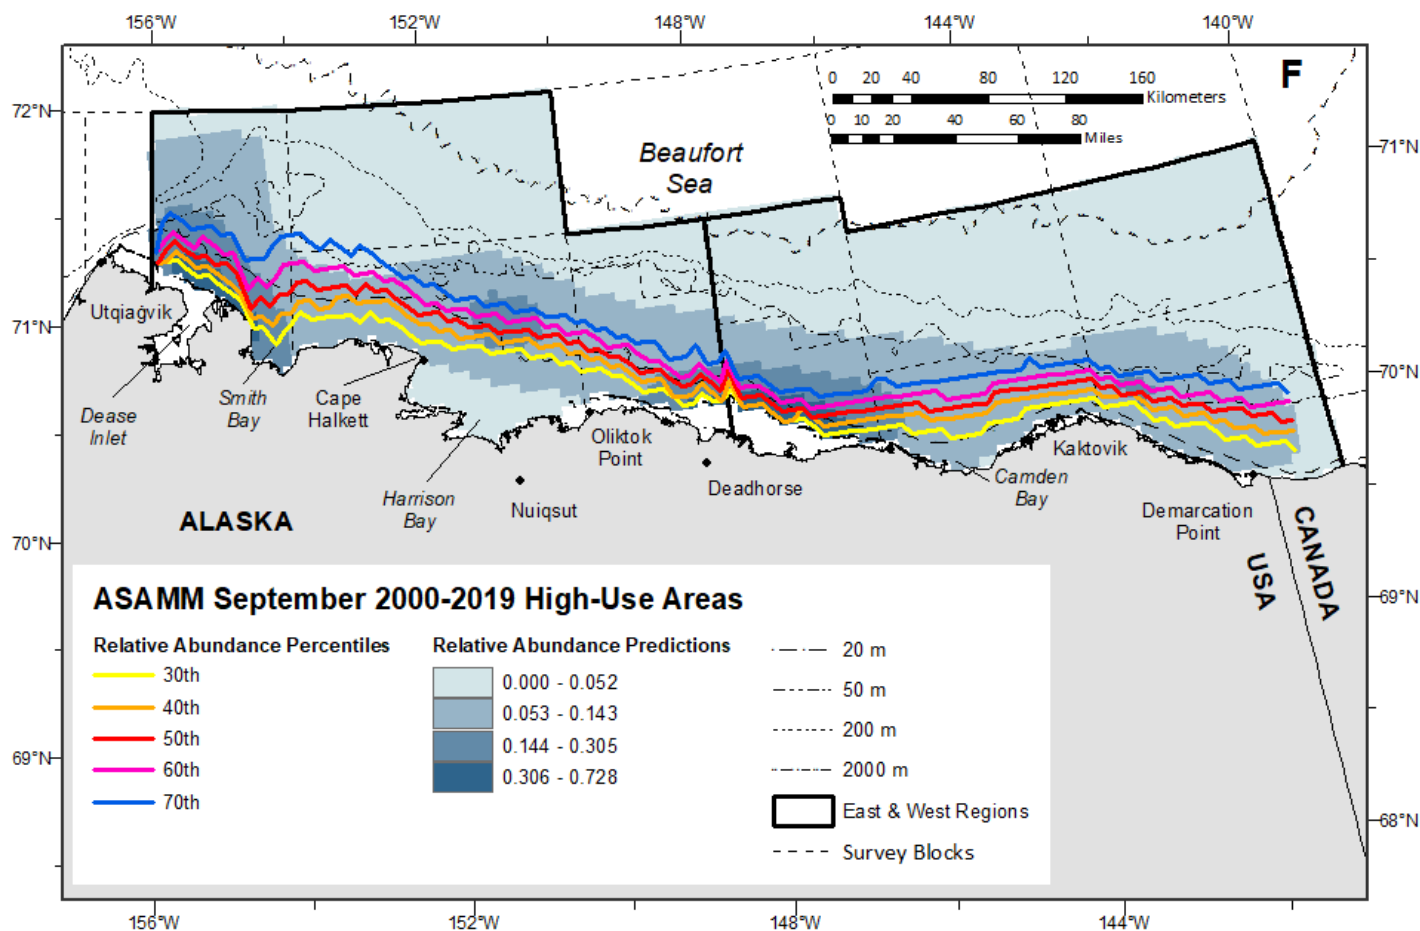 156°W
152°W
148°W
144°W
140°W
F
0 20 40 80 120 160
Kilometers
0 10 20 40 60 80
Miles
72°N
71°N
70°N
69°N
71°N
70°N
69°N
68°N
Beaufort
Sea
Utqiaġvik
Dease
Inlet
Smith
Bay
Cape
Halkett
Harrison
Bay
Oliktok
Point
Nuiqsut
Deadhorse
Camden
Bay
Kaktovik
Demarcation
Point
ALASKA
USA
CANADA
ASAMM September 2000-2019 High-Use Areas
Relative Abundance Percentiles
30th
40th
50th
60th
70th
Relative Abundance Predictions
0.000 - 0.052
0.053 - 0.143
0.144 - 0.305
0.306 - 0.728
20 m
50 m
200 m
2000 m
East & West Regions
Survey Blocks
156°W
152°W
148°W
144°W